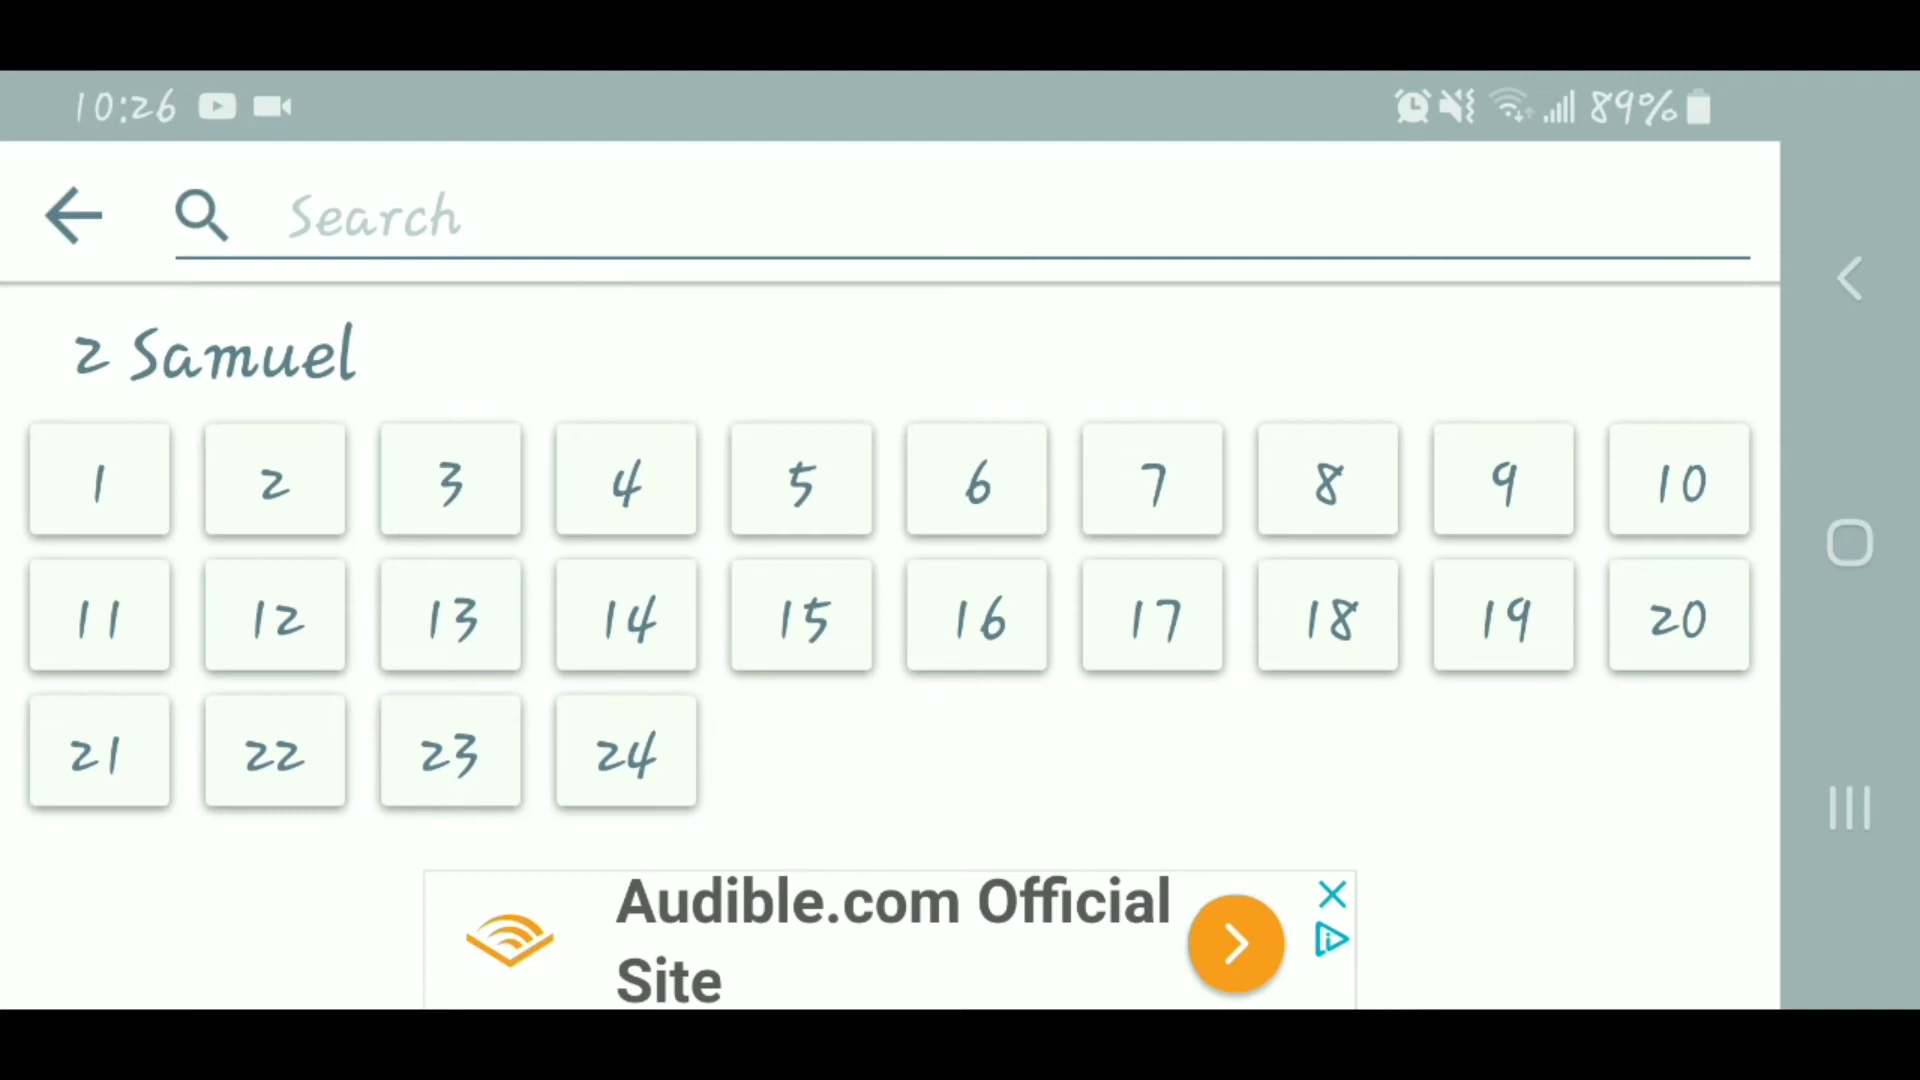 10:26 89%
Search
2 Samuel
1 2 3 4 5 6 7 8 9 10
11 12 13 14 15 16 17 18 19 20
21 22 23 24
Audible.com Official
Site